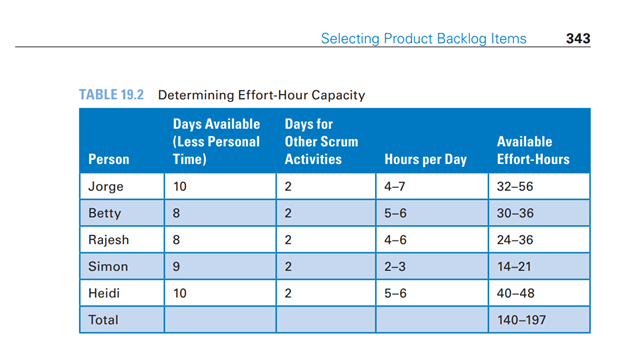 Selecting Product Backlog Items 343
TABLE 19.2 Determining Effort-Hour Capacity
Person Days Available (Less Personal Time) Days for Other Scrum Activities Hours per Day Available Effort-Hours
Jorge 10 2 4–7 32–56
Betty 8 2 5–6 30–36
Rajesh 8 2 4–6 24–36
Simon 9 2 2–3 14–21
Heidi 10 2 5–6 40–48
Total 140–197